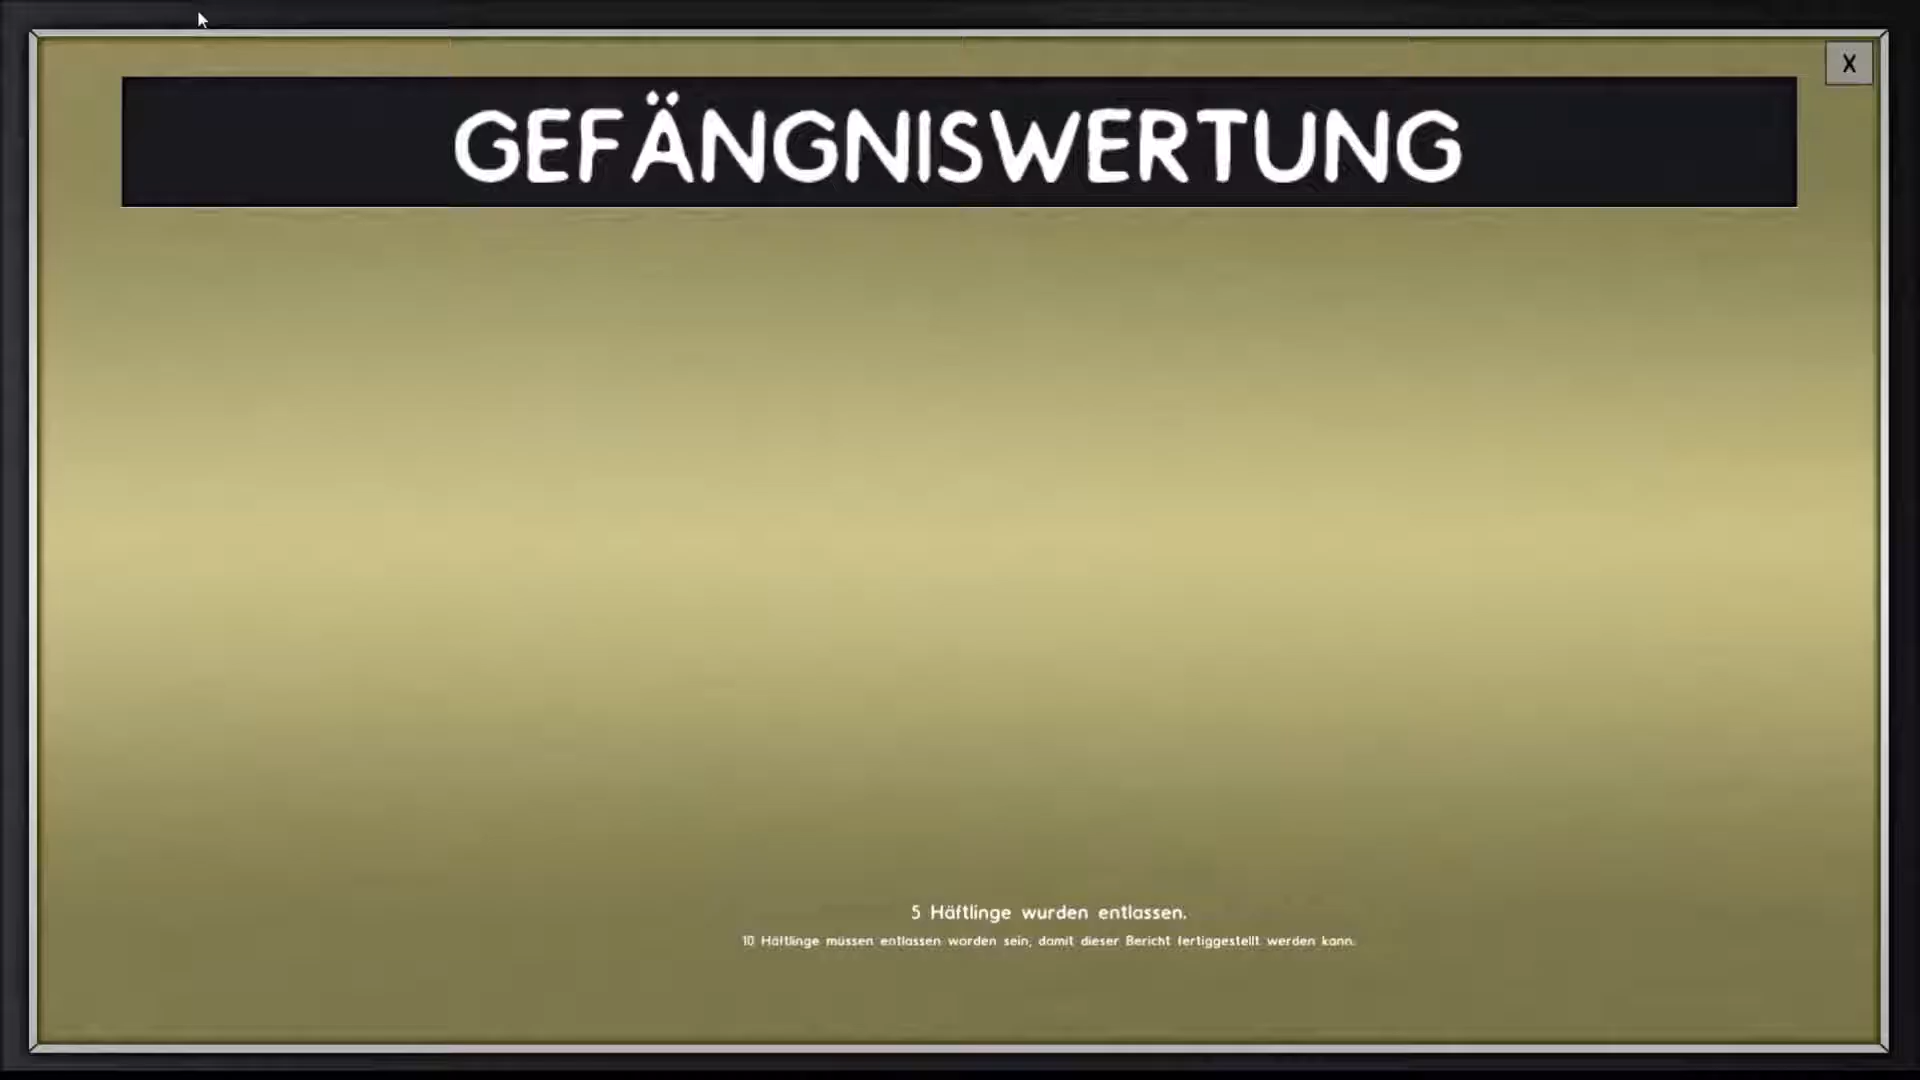 X
GEFÄNGNISWERTUNG
5 Häftlinge wurden entlassen.
10 Häftlinge müssen entlassen worden sein, damit dieser Bericht fertiggestellt werden kann.